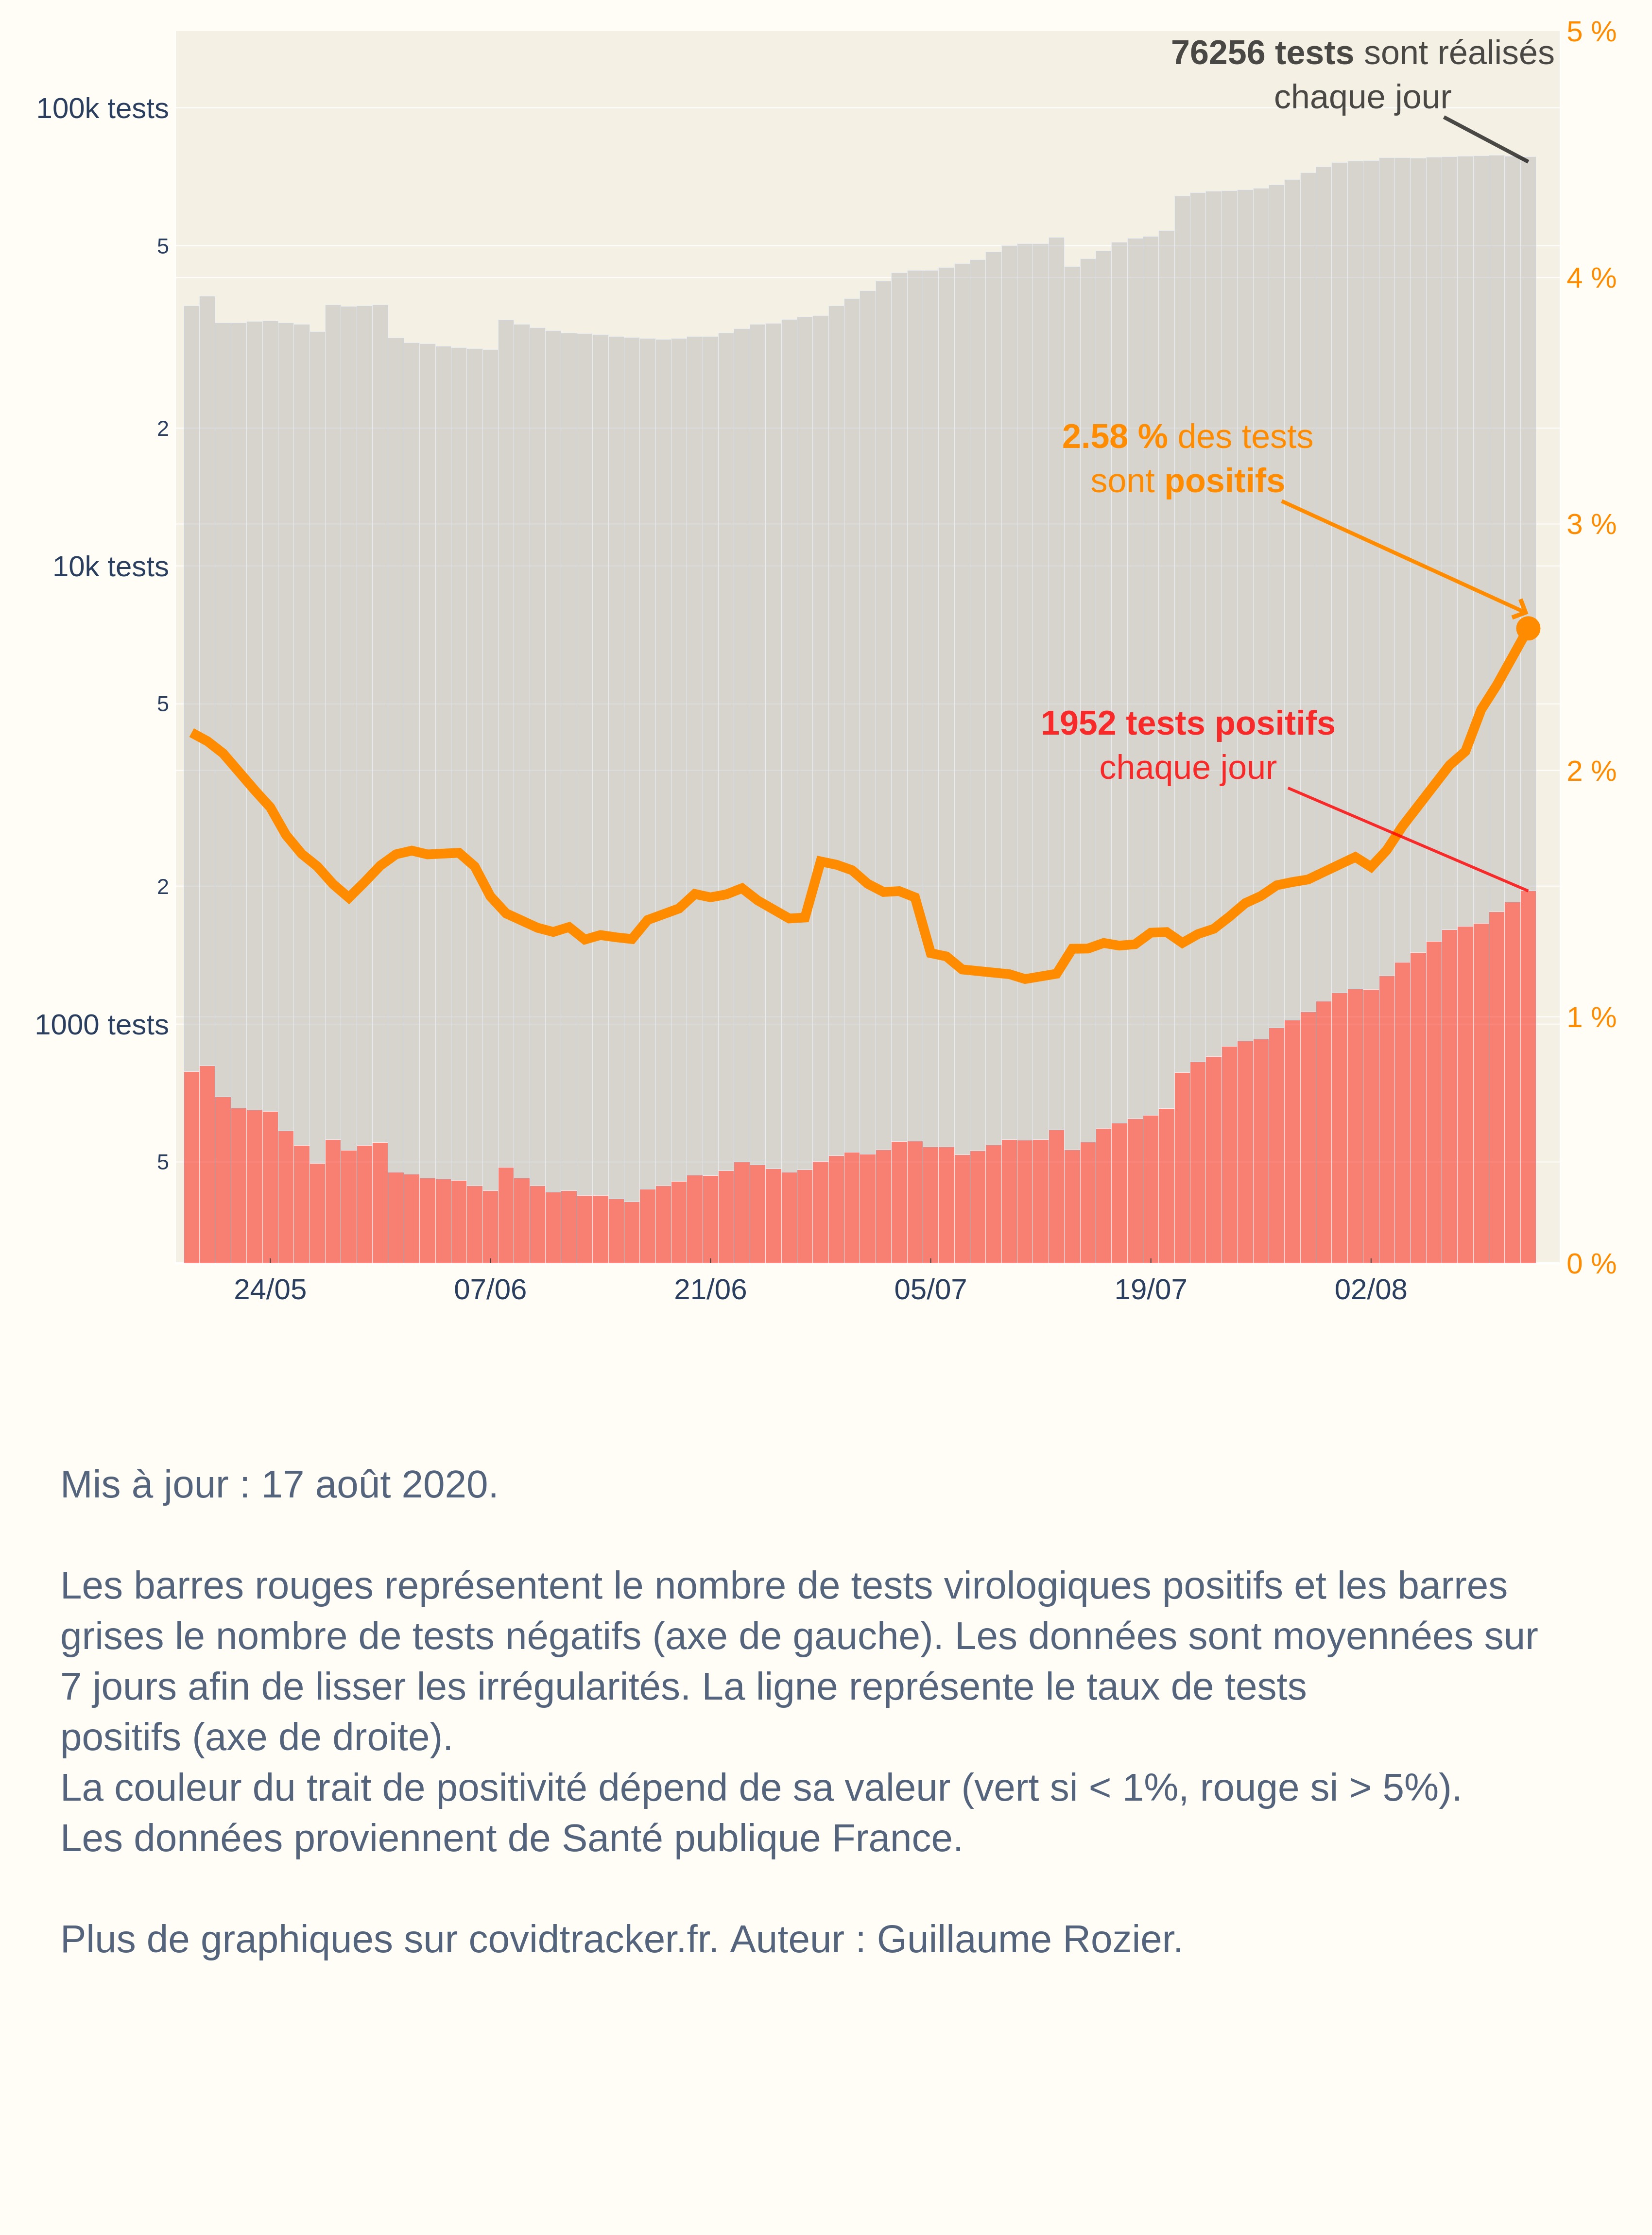 5 %
76256 tests sont réalisés
chaque jour
100k tests
5
4 %
2
2.58 % des tests
sont positifs
3 %
10k tests
5
1952 tests positifs
chaque jour
2 %
2
1 %
1000 tests
5
0 %
24/05 07/06 21/06 05/07 19/07 02/08
Mis à jour : 17 août 2020.
Les barres rouges représentent le nombre de tests virologiques positifs et les barres
grises le nombre de tests négatifs (axe de gauche). Les données sont moyennées sur
7 jours afin de lisser les irrégularités. La ligne représente le taux de tests
positifs (axe de droite).
La couleur du trait de positivité dépend de sa valeur (vert si < 1%, rouge si > 5%).
Les données proviennent de Santé publique France.
Plus de graphiques sur covidtracker.fr. Auteur : Guillaume Rozier.